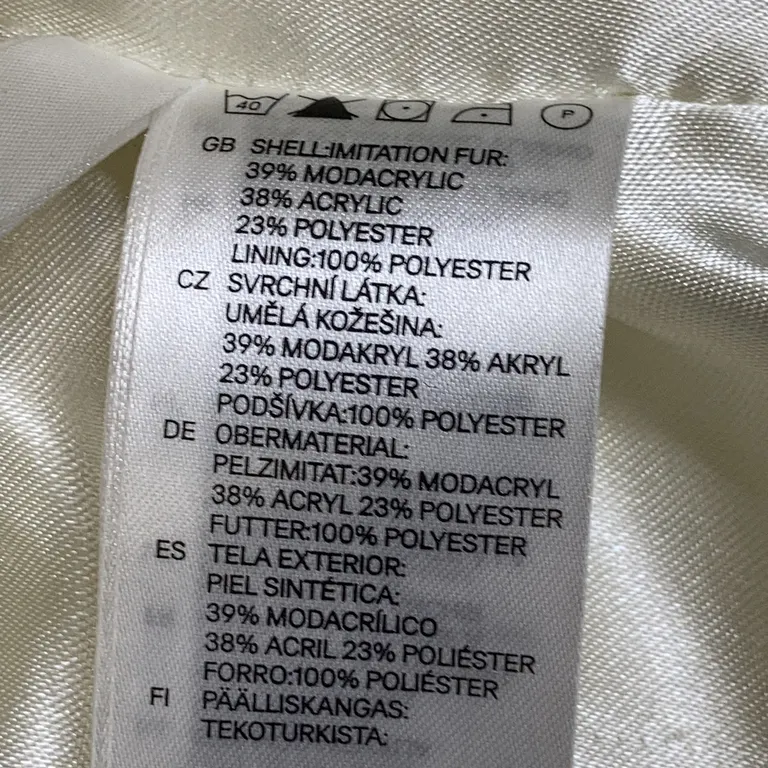 40
P
GB SHELL:IMITATION FUR:
39% MODACRYLIC
38% ACRYLIC
23% POLYESTER
LINING:100% POLYESTER
CZ SVRCHNÍ LÁTKA:
UMĚLÁ KOŽEŠINA:
39% MODAKRYL 38% AKRYL
23% POLYESTER
PODŠÍVKA:100% POLYESTER
DE OBERMATERIAL:
PELZIMITAT:39% MODACRYL
38% ACRYL 23% POLYESTER
FUTTER:100% POLYESTER
ES TELA EXTERIOR:
PIEL SINTÉTICA:
39% MODACRÍLICO
38% ACRIL 23% POLIÉSTER
FORRO:100% POLIÉSTER
FI PÄÄLLISKANGAS:
TEKOTURKISTA: